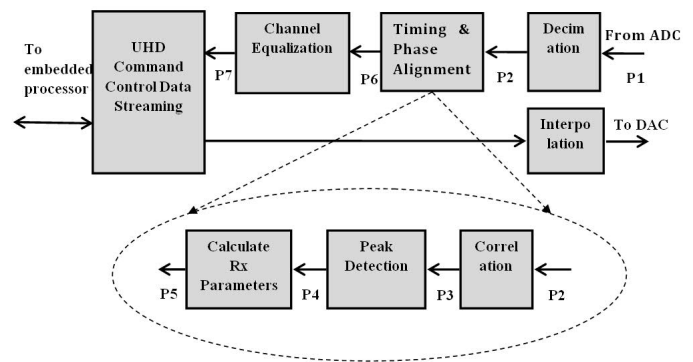 To
embedded
processor
UHD
Command
Control Data
Streaming
P7
Channel
Equalization
P6
Timing &
Phase
Alignment
P2
Decim
ation
From ADC
P1
Interpo
lation
To DAC
P5
Calculate
Rx
Parameters
P4
Peak
Detection
P3
Correl
ation
P2